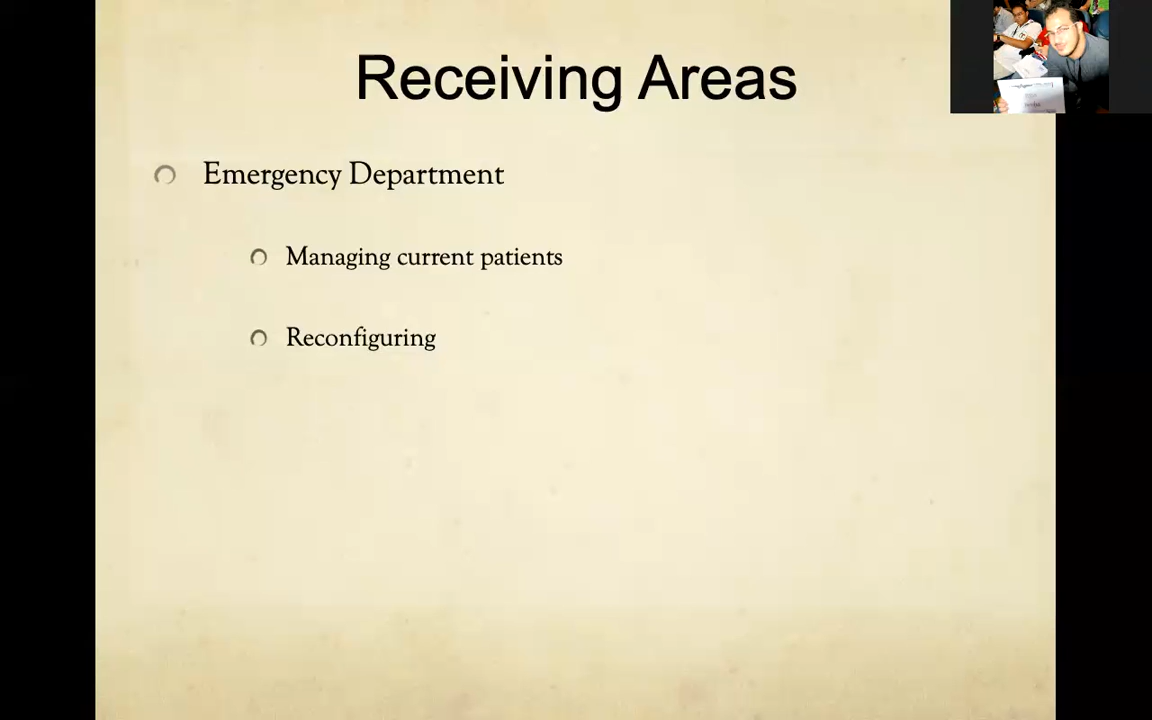 Receiving Areas
Emergency Department
Managing current patients
Reconfiguring